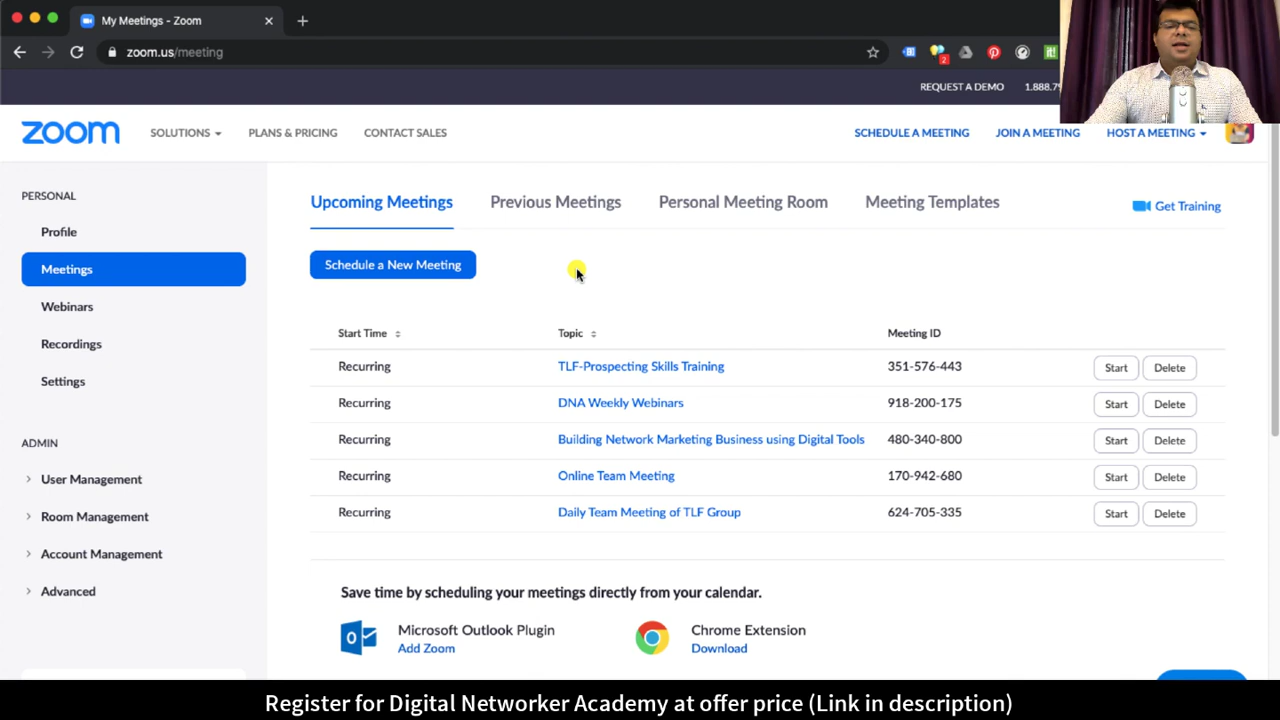 My Meetings - Zoom
zoom.us/meeting
2
it!
REQUEST A DEMO 1.888.79
zoom SOLUTIONS PLANS & PRICING CONTACT SALES SCHEDULE A MEETING JOIN A MEETING HOST A MEETING
PERSONAL
Profile
Meetings
Webinars
Recordings
Settings
ADMIN
User Management
Room Management
Account Management
Advanced
Upcoming Meetings Previous Meetings Personal Meeting Room Meeting Templates Get Training
Schedule a New Meeting
Start Time Topic Meeting ID
Recurring TLF-Prospecting Skills Training 351-576-443 Start Delete
Recurring DNA Weekly Webinars 918-200-175 Start Delete
Recurring Building Network Marketing Business using Digital Tools 480-340-800 Start Delete
Recurring Online Team Meeting 170-942-680 Start Delete
Recurring Daily Team Meeting of TLF Group 624-705-335 Start Delete
Save time by scheduling your meetings directly from your calendar.
Microsoft Outlook Plugin
Add Zoom
Chrome Extension
Download
Register for Digital Networker Academy at offer price (Link in description)